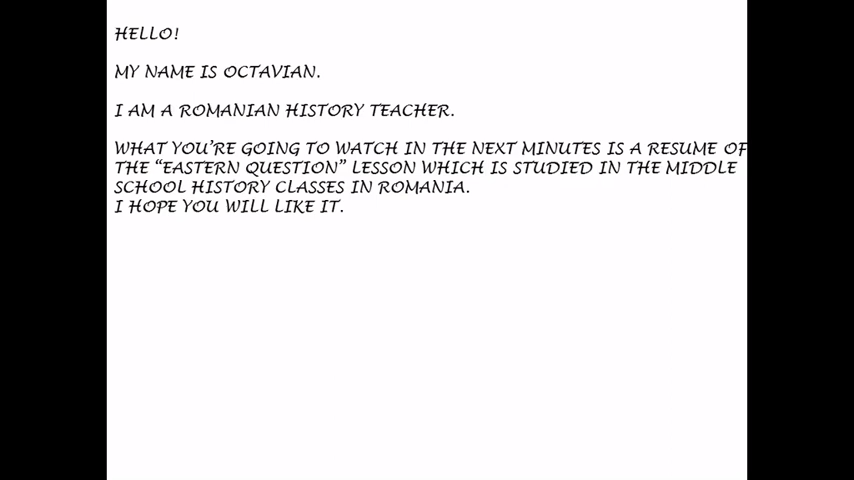 HELLO!
MY NAME IS OCTAVIAN.
I AM A ROMANIAN HISTORY TEACHER.
WHAT YOU'RE GOING TO WATCH IN THE NEXT MINUTES IS A RESUME OF
THE "EASTERN QUESTION" LESSON WHICH IS STUDIED IN THE MIDDLE
SCHOOL HISTORY CLASSES IN ROMANIA.
I HOPE YOU WILL LIKE IT.